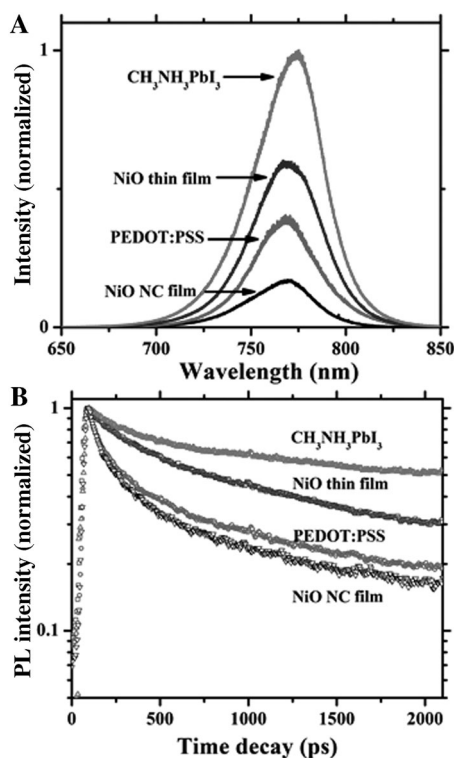 A
Intensity (normalized)
1
0
CH₃NH₃PbI₃
NiO thin film
PEDOT:PSS
NiO NC film
650 700 750 800 850
Wavelength (nm)
B
PL intensity (normalized)
1
0.1
CH₃NH₃PbI₃
NiO thin film
PEDOT:PSS
NiO NC film
0 500 1000 1500 2000
Time decay (ps)